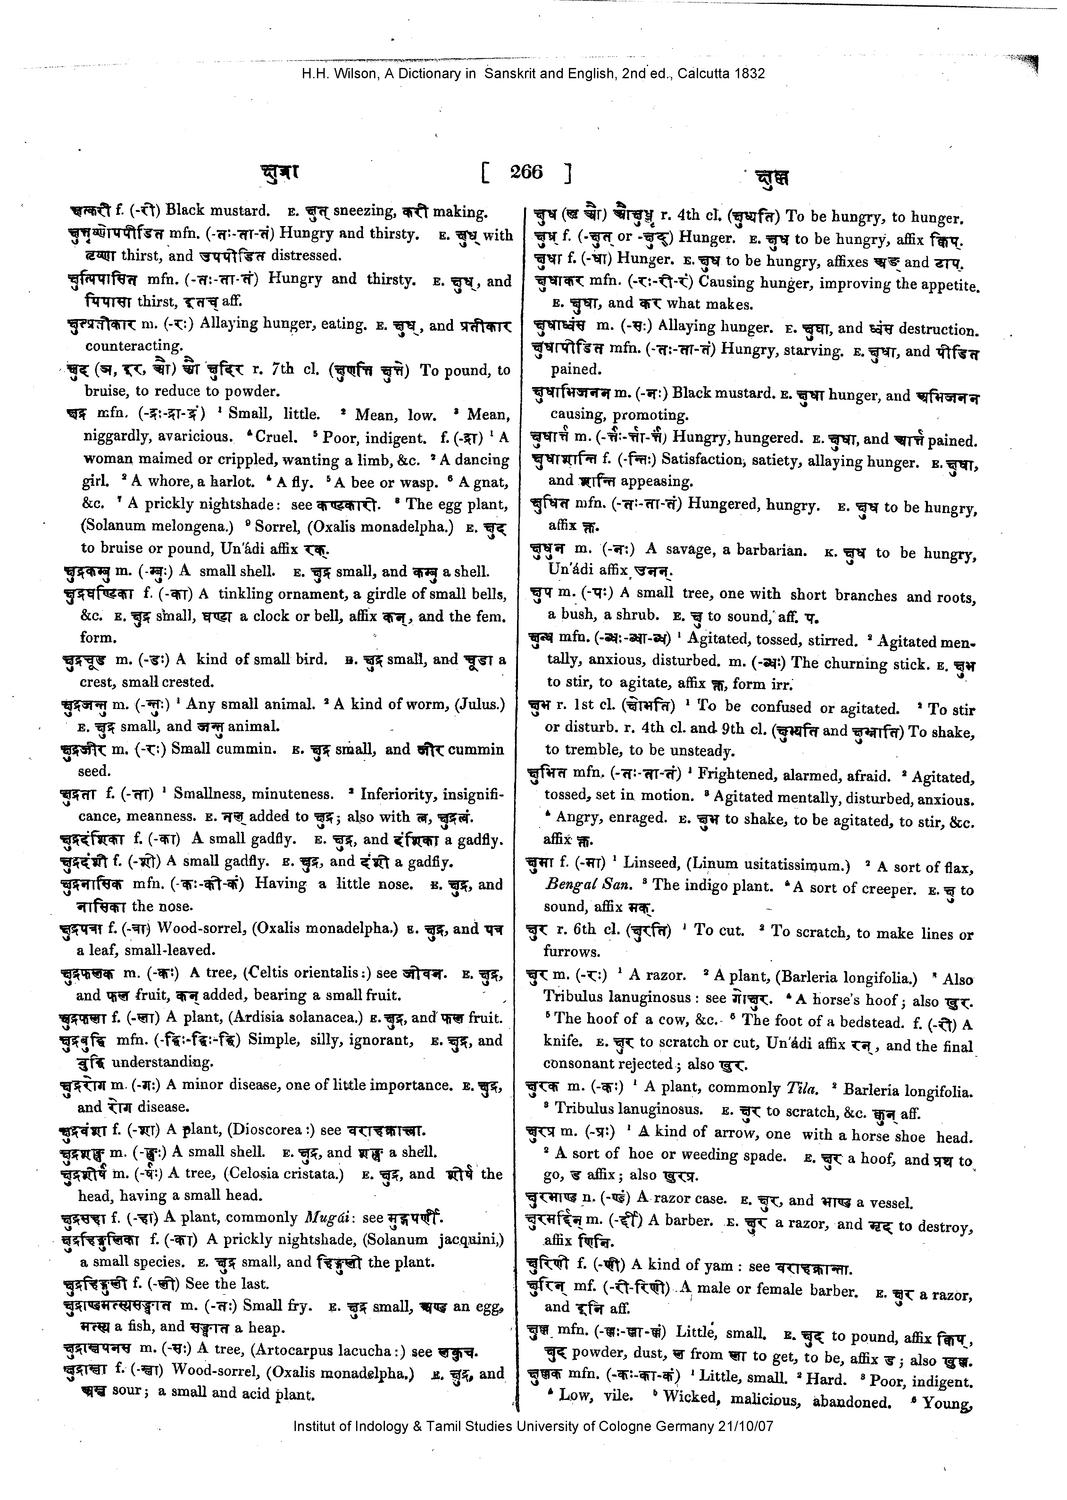 H.H. Wilson, A Dictionary in Sanskrit and English, 2nd ed., Calcutta 1832
[ 266 ]
f. (-री) Black mustard. E. क्षुत् sneezing, करी making.
क्षुत्तृष्णोपपीडित mfn. (-तः-ता-तं) Hungry and thirsty. E. क्षुध् with
तृष्णा thirst, and उपपीडित distressed.
क्षुत्पिपासित mfn. (-तः-ता-तं) Hungry and thirsty. E. क्षुध्, and
पिपासा thirst, इतच् aff.
क्षुत्प्रतीकार m. (-रः) Allaying hunger, eating. E. क्षुध्, and प्रतीकार
counteracting.
क्षुद (ञ, इर, औ) औ क्षुदिर r. 7th cl. (क्षुणत्ति क्षुत्ते) To pound, to
bruise, to reduce to powder.
क्षुद्र mfn. (-द्रः-द्रा-द्रं) ¹ Small, little. ² Mean, low. ³ Mean,
niggardly, avaricious. ⁴ Cruel. ⁵ Poor, indigent. f. (-द्रा) ¹ A
woman maimed or crippled, wanting a limb, &c. ² A dancing
girl. ³ A whore, a harlot. ⁴ A fly. ⁵ A bee or wasp. ⁶ A gnat,
&c. ⁷ A prickly nightshade: see कण्टकारी. ⁸ The egg plant,
(Solanum melongena.) ⁹ Sorrel, (Oxalis monadelpha.) E. क्षुद
to bruise or pound, Un'ádi affix रक्.
क्षुद्रकम्बु m. (-म्बुः) A small shell. E. क्षुद्र small, and कम्बु a shell.
क्षुद्रघण्टिका f. (-का) A tinkling ornament, a girdle of small bells,
&c. E. क्षुद्र small, घण्टा a clock or bell, affix कन्, and the fem.
form.
क्षुद्रचूड m. (-डः) A kind of small bird. E. क्षुद्र small, and चूडा a
crest, small crested.
क्षुद्रजन्तु m. (-न्तुः) ¹ Any small animal. ² A kind of worm, (Julus.)
E. क्षुद्र small, and जन्तु animal.
क्षुद्रजीर m. (-रः) Small cummin. E. क्षुद्र small, and जीर cummin
seed.
क्षुद्रता f. (-ता) ¹ Smallness, minuteness. ² Inferiority, insignifi-
cance, meanness. E. तल् added to क्षुद्र; also with त्व, क्षुद्रत्वं.
क्षुद्रदंशिका f. (-का) A small gadfly. E. क्षुद्र, and दंशिका a gadfly.
क्षुद्रदंशी f. (-शी) A small gadfly. E. क्षुद्र, and दंशी a gadfly.
क्षुद्रनासिक mfn. (-कः-की-कं) Having a little nose. E. क्षुद्र, and
नासिका the nose.
क्षुद्रपत्रा f. (-त्रा) Wood-sorrel, (Oxalis monadelpha.) E. क्षुद्र, and पत्र
a leaf, small-leaved.
क्षुद्रफलक m. (-कः) A tree, (Celtis orientalis:) see जीवन. E. क्षुद्र,
and फल fruit, कन् added, bearing a small fruit.
क्षुद्रफला f. (-ला) A plant, (Ardisia solanacea.) E. क्षुद्र, and फल fruit.
क्षुद्रबुद्धि mfn. (-द्धिः-द्धिः-द्धि) Simple, silly, ignorant, E. क्षुद्र, and
बुद्धि understanding.
क्षुद्ररोग m. (-गः) A minor disease, one of little importance. E. क्षुद्र,
and रोग disease.
क्षुद्रवंशा f. (-शा) A plant, (Dioscorea:) see वराहक्रान्ता.
क्षुद्रशङ्ख m. (-ङ्खः) A small shell. E. क्षुद्र, and शङ्ख a shell.
क्षुद्रशीर्ष m. (-र्षः) A tree, (Celosia cristata.) E. क्षुद्र, and शीर्ष the
head, having a small head.
क्षुद्रसहा f. (-हा) A plant, commonly Mugái: see मुद्गपर्णी.
क्षुद्रहिङ्गुलिका f. (-का) A prickly nightshade, (Solanum jacquini,)
a small species. E. क्षुद्र small, and the plant.
क्षुद्रहिङ्गुली f. (-ली) See the last.
क्षुद्राण्डमत्स्यसङ्घात m. (-तः) Small fry. E. क्षुद्र small, अण्ड an egg,
मत्स्य a fish, and सङ्घात a heap.
क्षुद्राम्रपनस m. (-सः) A tree, (Artocarpus lacucha:) see लकुच.
क्षुद्राम्ला f. (-म्ला) Wood-sorrel, (Oxalis monadelpha.) E. क्षुद्र, and
अम्ल sour; a small and acid plant.
क्षुध r. 4th cl. (क्षुध्यति) To be hungry, to hunger.
क्षुध् f. (-क्षुत् or -क्षुद्) Hunger. E. क्षुध to be hungry, affix क्विप्.
क्षुधा f. (-धा) Hunger. E. क्षुध to be hungry, affixes अङ् and टाप्.
क्षुधाकर mfn. (-रः-री-रं) Causing hunger, improving the appetite.
E. क्षुधा, and कर what makes.
क्षुधाध्वंस m. (-सः) Allaying hunger. E. क्षुधा, and ध्वंस destruction.
क्षुधापीडित mfn. (-तः-ता-तं) Hungry, starving. E. क्षुधा, and पीडित
pained.
क्षुधाभिजनन m. (-नः) Black mustard. E. क्षुधा hunger, and अभिजनन
causing, promoting.
क्षुधार्त्त m. (-र्त्तः-र्त्ता-र्त्तं) Hungry, hungered. E. क्षुधा, and आर्त्त pained.
क्षुधाशान्ति f. (-न्तिः) Satisfaction, satiety, allaying hunger. E. क्षुधा,
and शान्ति appeasing.
क्षुधित mfn. (-तः-ता-तं) Hungered, hungry. E. क्षुध to be hungry,
affix क्त.
क्षुधुन m. (-नः) A savage, a barbarian. E. क्षुध to be hungry,
Un'ádi affix उनन्.
क्षुप m. (-पः) A small tree, one with short branches and roots,
a bush, a shrub. E. क्षु to sound, aff. प.
क्षुब्ध mfn. (-ब्धः-ब्धा-ब्धं) ¹ Agitated, tossed, stirred. ² Agitated men-
tally, anxious, disturbed. m. (-ब्धः) The churning stick. E. क्षुभ
to stir, to agitate, affix क्त, form irr.
क्षुभ r. 1st cl. (क्षोभति) ¹ To be confused or agitated. ² To stir
or disturb. r. 4th cl. and 9th cl. (क्षुभ्यति and क्षुभ्नाति) To shake,
to tremble, to be unsteady.
क्षुभित mfn. (-तः-ता-तं) ¹ Frightened, alarmed, afraid. ² Agitated,
tossed, set in motion. ³ Agitated mentally, disturbed, anxious.
⁴ Angry, enraged. E. क्षुभ to shake, to be agitated, to stir, &c.
affix क्त.
क्षुमा f. (-मा) ¹ Linseed, (Linum usitatissimum.) ² A sort of flax,
Bengal San. ³ The indigo plant. ⁴ A sort of creeper. E. क्षु to
sound, affix मक्.
क्षुर r. 6th cl. (क्षुरति) ¹ To cut. ² To scratch, to make lines or
furrows.
क्षुर m. (-रः) ¹ A razor. ² A plant, (Barleria longifolia.) ³ Also
Tribulus lanuginosus: see गोक्षुर. ⁴ A horse's hoof; also खुर.
⁵ The hoof of a cow, &c. ⁶ The foot of a bedstead. f. (-री) A
knife. E. क्षुर to scratch or cut, Un'ádi affix रन्, and the final
consonant rejected; also खुर.
क्षुरक m. (-कः) ¹ A plant, commonly Tila. ² Barleria longifolia.
³ Tribulus lanuginosus. E. क्षुर to scratch, &c. क्वुन् aff.
क्षुरप्र m. (-प्रः) ¹ A kind of arrow, one with a horse shoe head.
² A sort of hoe or weeding spade. E. क्षुर a hoof, and to
go, ड affix; also खुरप्र.
क्षुरभाण्ड n. (-ण्डं) A razor case. E. क्षुर, and भाण्ड a vessel.
क्षुरमर्द्दिन् m. (-र्द्दी) A barber. E. क्षुर a razor, and मृद् to destroy,
affix णिनि.
क्षुरिणी f. (-णी) A kind of yam: see वराहक्रान्ता.
क्षुरिन् mf. (-री-रिणी) A male or female barber. E. क्षुर a razor,
and इनि aff.
क्षुल्ल mfn. (-ल्लः-ल्ला-ल्लं) Little, small. E. क्षुद to pound, affix क्विप्,
क्षुद् powder, dust, ल from ला to get, to be, affix ड; also खुल्ल.
क्षुल्लक mfn. (-कः-का-कं) ¹ Little, small. ² Hard. ³ Poor, indigent.
⁴ Low, vile. ⁵ Wicked, malicious, abandoned. ⁶ Young,
Institut of Indology & Tamil Studies University of Cologne Germany 21/10/07